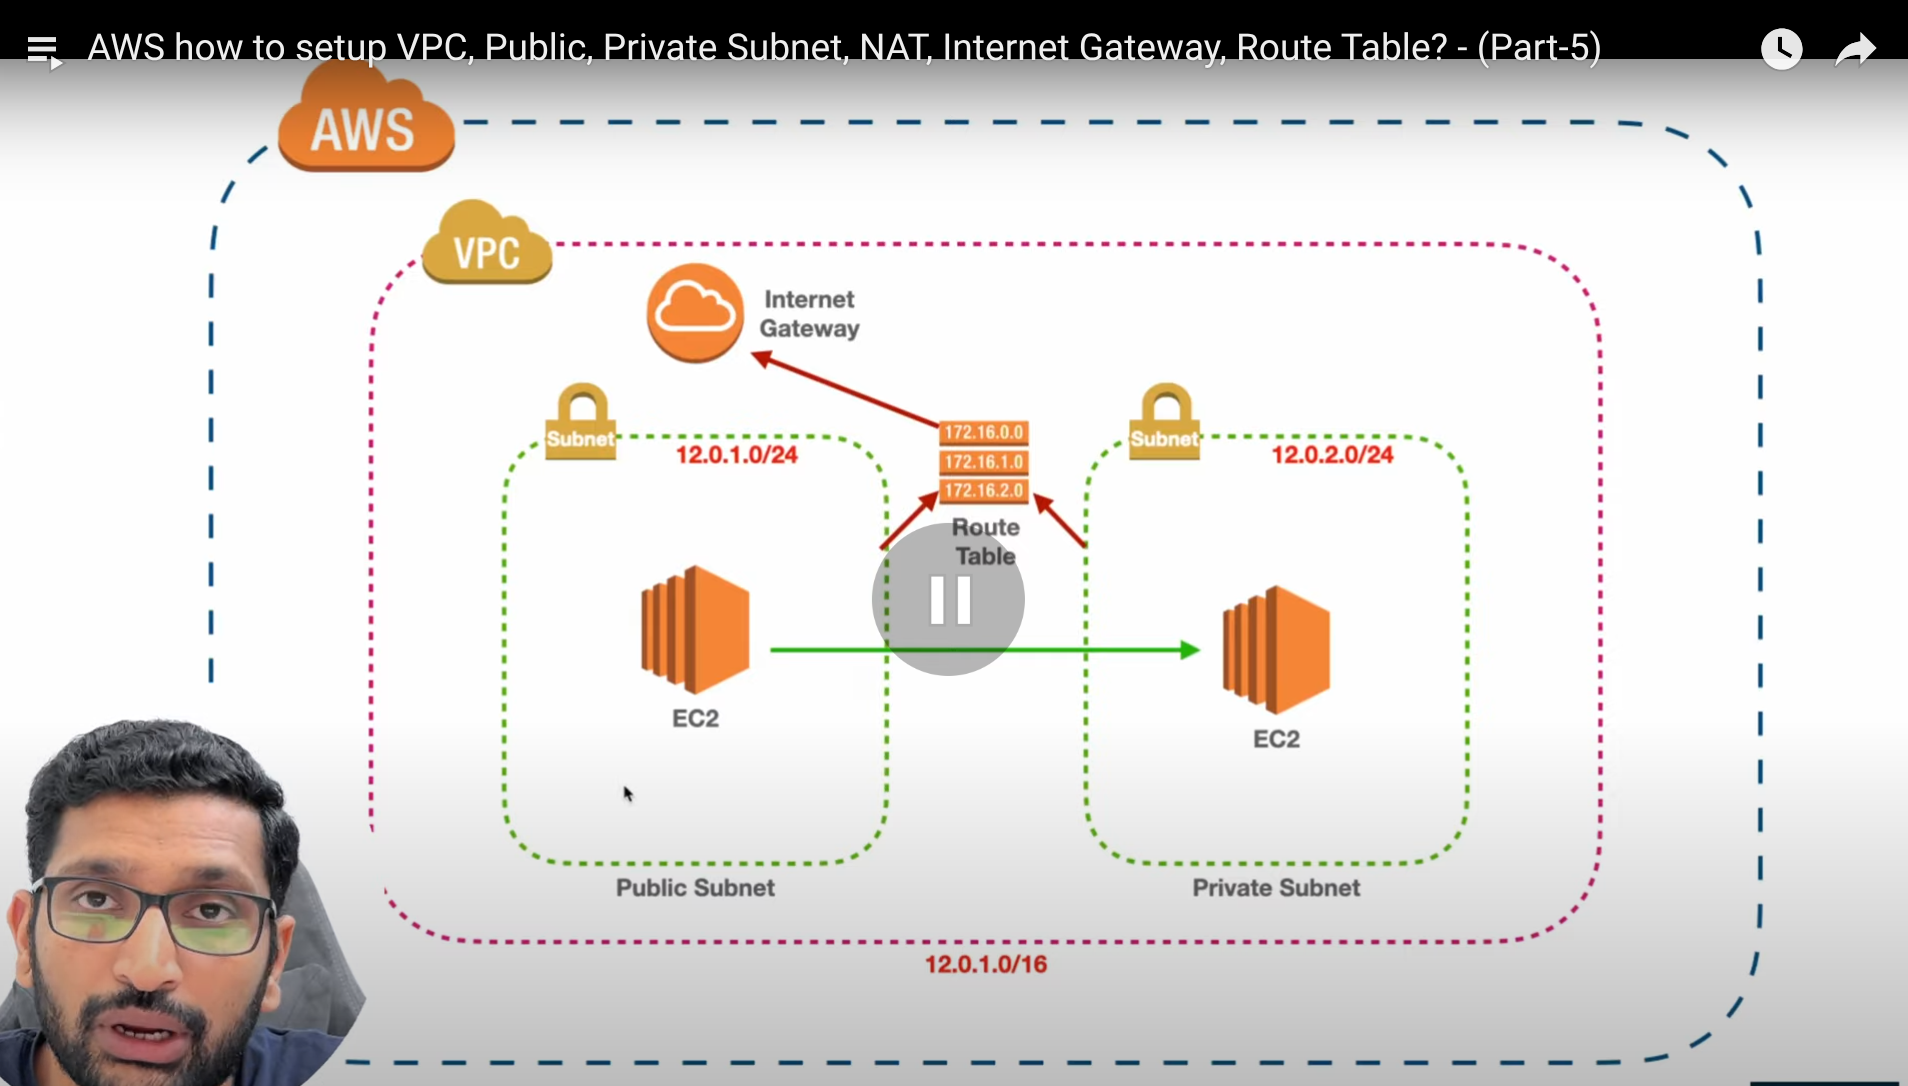 AWS how to setup VPC, Public, Private Subnet, NAT, Internet Gateway, Route Table? - (Part-5)
AWS
VPC
Internet
Gateway
Subnet
12.0.1.0/24
172.16.0.0
172.16.1.0
172.16.2.0
Route
Table
Subnet
12.0.2.0/24
EC2
EC2
Public Subnet
Private Subnet
12.0.1.0/16